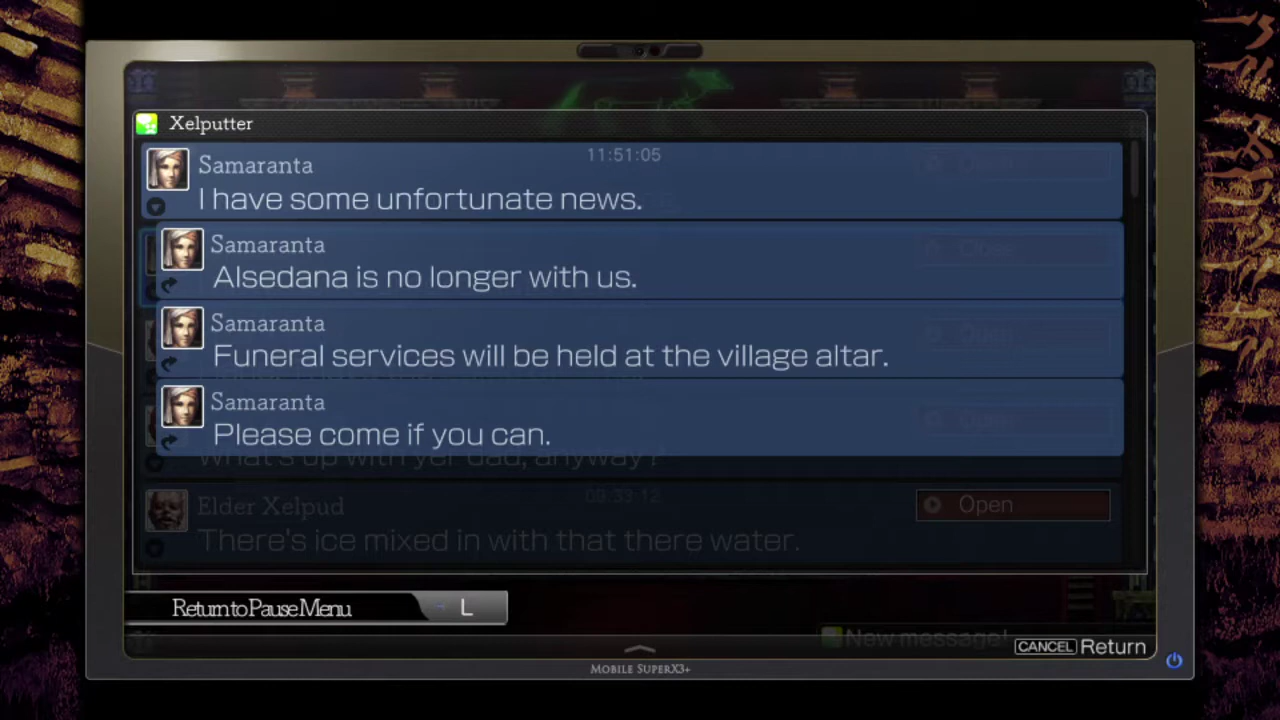 Xelputter
Samaranta
11:51:05
I have some unfortunate news.
Samaranta
Alsedana is no longer with us.
Samaranta
Funeral services will be held at the village altar.
Samaranta
Please come if you can.
What's up with yer dad, anyway?
Elder Xelpud
09:33:12
Open
There's ice mixed in with that there water.
Return to Pause Menu
L
New message!
CANCEL Return
MOBILE SUPERX3+